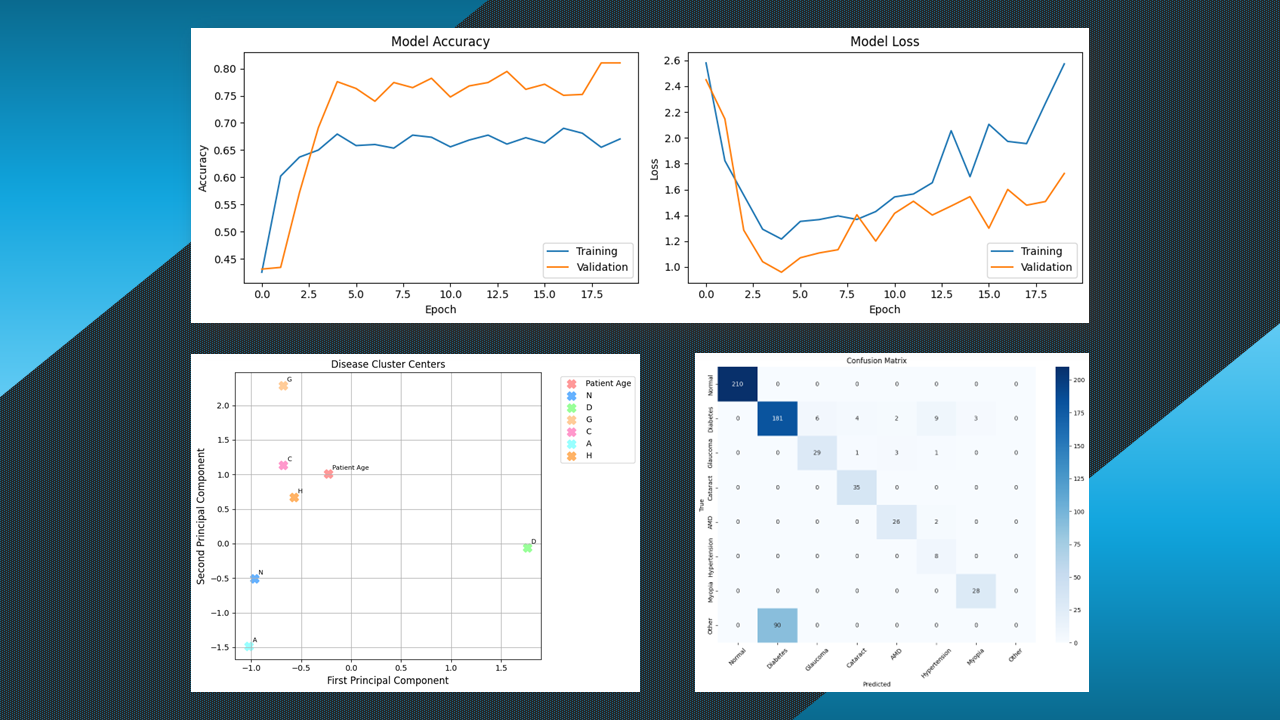 Model Accuracy
0.80
0.75
0.70
0.65
0.60
0.55
0.50
0.45
Accuracy
0.0 2.5 5.0 7.5 10.0 12.5 15.0 17.5
Epoch
Training
Validation
Model Loss
2.6
2.4
2.2
2.0
1.8
1.6
1.4
1.2
1.0
Loss
0.0 2.5 5.0 7.5 10.0 12.5 15.0 17.5
Epoch
Training
Validation
Disease Cluster Centers
2.0
1.5
1.0
0.5
0.0
−0.5
−1.0
−1.5
Second Principal Component
G
C
Patient Age
H
D
N
A
−1.0 −0.5 0.0 0.5 1.0 1.5
First Principal Component
Patient Age
N
D
G
C
A
H
Confusion Matrix
True
Normal 210 0 0 0 0 0 0 0
Diabetes 0 181 6 4 2 9 3 0
Glaucoma 0 0 29 1 3 1 0 0
Cataract 0 0 0 35 0 0 0 0
AMD 0 0 0 0 26 2 0 0
Hypertension 0 0 0 0 0 8 0 0
Myopia 0 0 0 0 0 0 28 0
Other 0 90 0 0 0 0 0 0
Normal Diabetes Glaucoma Cataract AMD Hypertension Myopia Other
Predicted
200
175
150
125
100
75
50
25
0